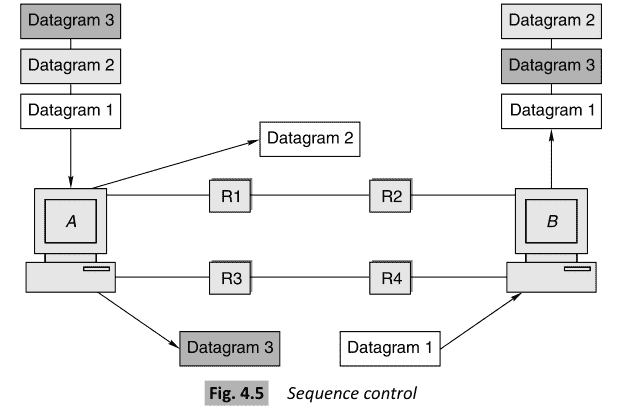 Datagram 3
Datagram 2
Datagram 1
Datagram 2
Datagram 3
Datagram 1
Datagram 2
A
R1
R2
B
R3
R4
Datagram 3
Datagram 1
Fig. 4.5 Sequence control